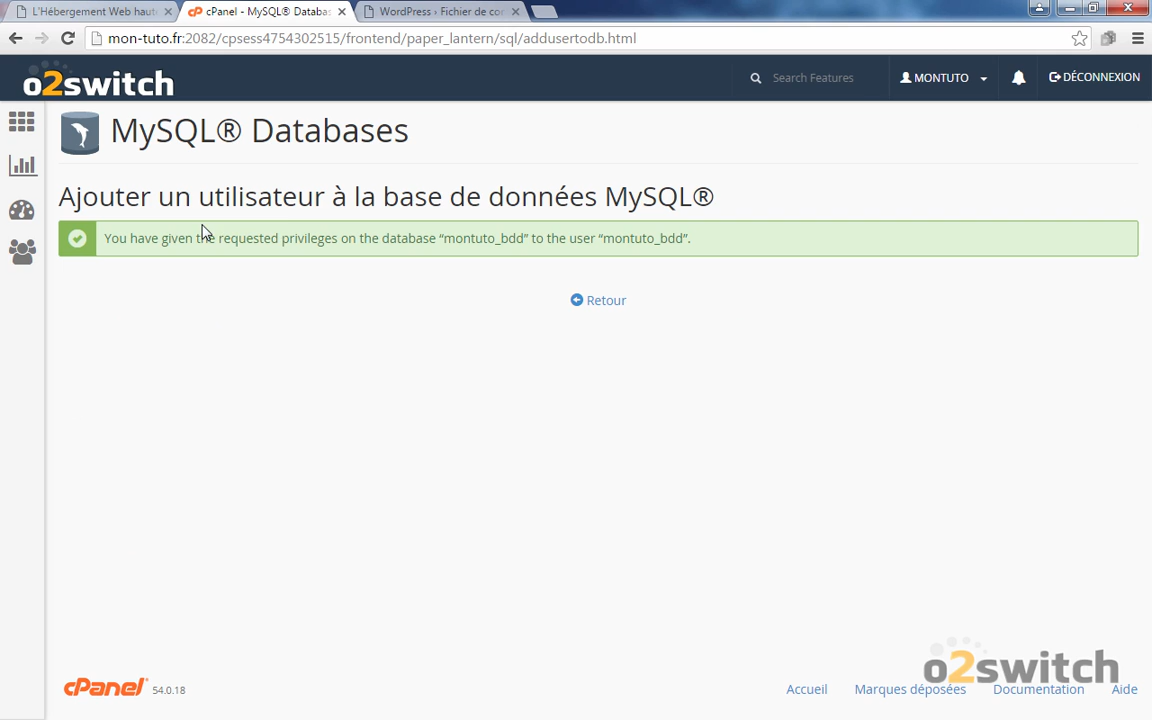 L'Hébergement Web haut
cPanel - MySQL® Databas
WordPress › Fichier de co
mon-tuto.fr:2082/cpsess4754302515/frontend/paper_lantern/sql/addusertodb.html
o2switch
Search Features
MONTUTO
DÉCONNEXION
MySQL® Databases
Ajouter un utilisateur à la base de données MySQL®
You have given the requested privileges on the database “montuto_bdd” to the user “montuto_bdd”.
Retour
o2switch
cPanel 54.0.18
Accueil
Marques déposées
Documentation
Aide